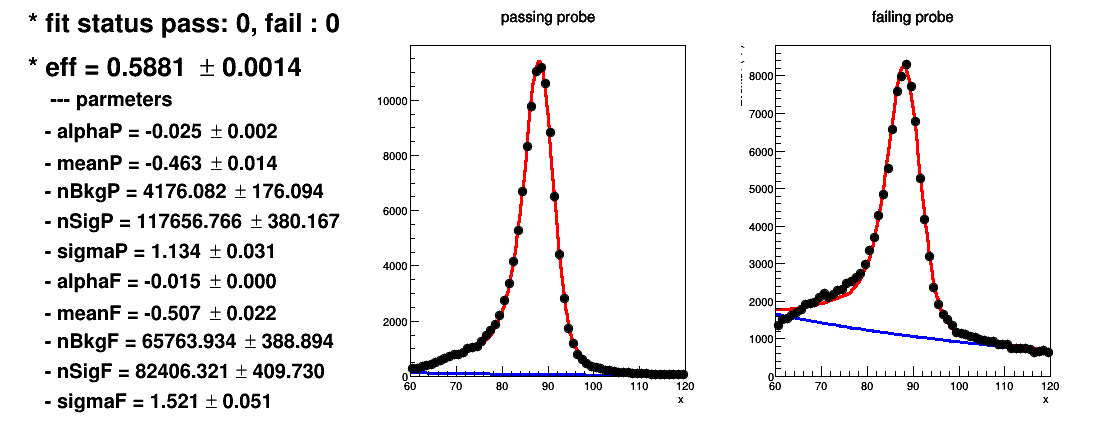 * fit status pass: 0, fail : 0
* eff = 0.5881 ± 0.0014
--- parmeters
- alphaP = -0.025 ± 0.002
- meanP = -0.463 ± 0.014
- nBkgP = 4176.082 ± 176.094
- nSigP = 117656.766 ± 380.167
- sigmaP = 1.134 ± 0.031
- alphaF = -0.015 ± 0.000
- meanF = -0.507 ± 0.022
- nBkgF = 65763.934 ± 388.894
- nSigF = 82406.321 ± 409.730
- sigmaF = 1.521 ± 0.051
passing probe
10000
8000
6000
4000
2000
0
60 70 80 90 100 110 120
x
failing probe
8000
7000
6000
5000
4000
3000
2000
1000
0
60 70 80 90 100 110 120
x